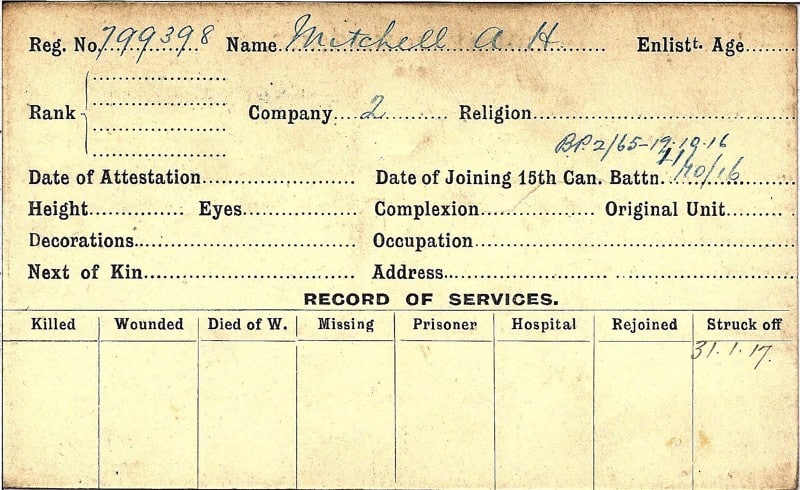 Reg. No. 799398 Name Mitchell A H Enlistt. Age
Rank Company 2 Religion
B.P. 2/65-19.10.16
Date of Attestation Date of Joining 15th Can. Battn. /10/16
Height Eyes Complexion Original Unit
Decorations Occupation
Next of Kin Address
RECORD OF SERVICES.
Killed Wounded Died of W. Missing Prisoner Hospital Rejoined Struck off
31.1.17.